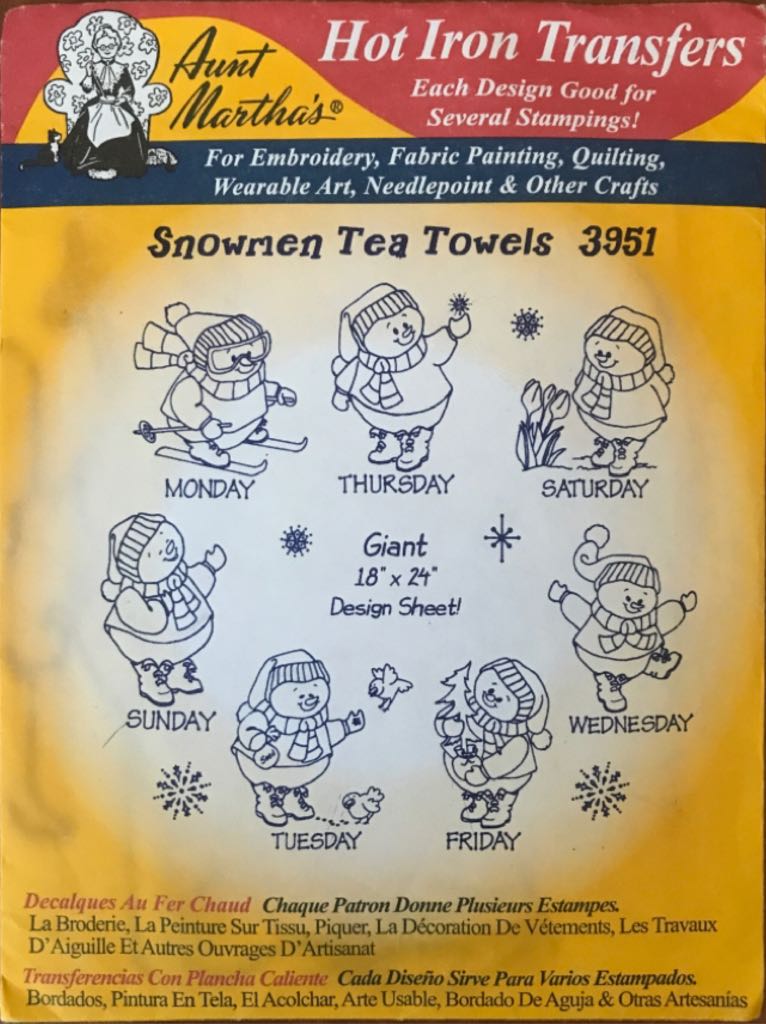 Aunt
Martha's®
Hot Iron Transfers
Each Design Good for
Several Stampings!
For Embroidery, Fabric Painting, Quilting,
Wearable Art, Needlepoint & Other Crafts
Snowmen Tea Towels 3951
MONDAY
THURSDAY
SATURDAY
Giant
18" x 24"
Design Sheet!
SUNDAY
WEDNESDAY
Seed
TUESDAY
FRIDAY
Decalques Au Fer Chaud Chaque Patron Donne Plusieurs Estampes.
La Broderie, La Peinture Sur Tissu, Piquer, La Décoration De Vétements, Les Travaux
D'Aiguille Et Autres Ouvrages D'Artisanat
Transferencias Con Plancha Caliente Cada Diseño Sirve Para Varios Estampados.
Bordados, Pintura En Tela, El Acolchar, Arte Usable, Bordado De Aguja & Otras Artesanías